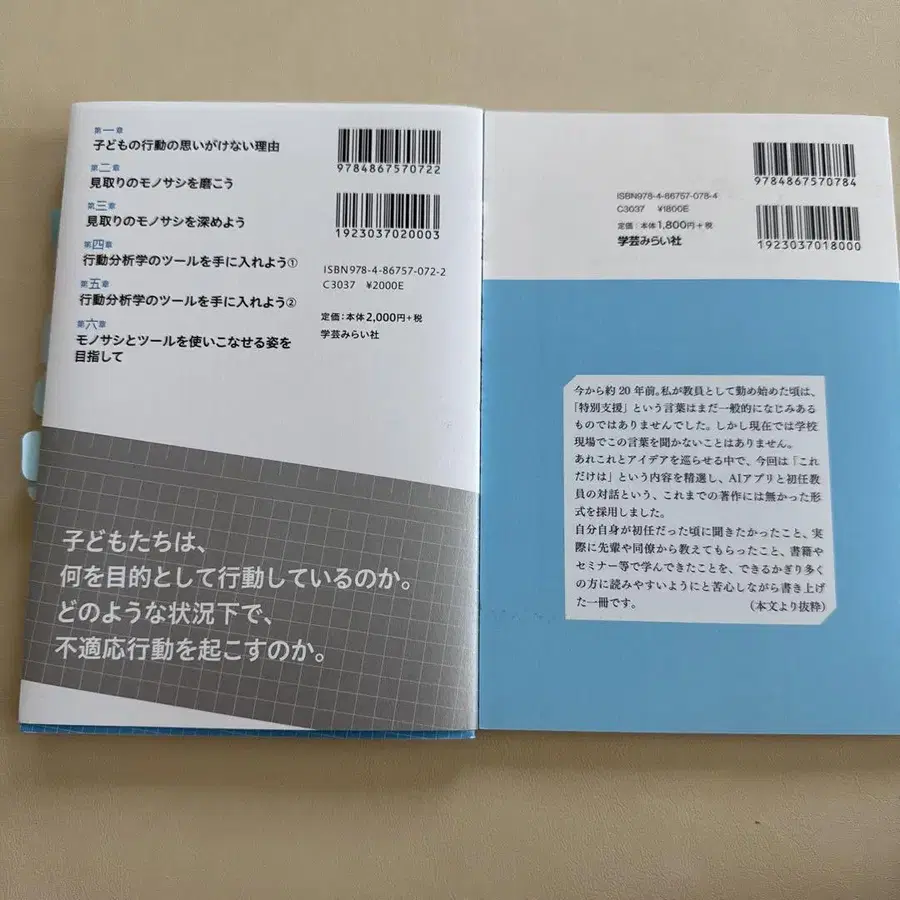 第一章
子どもの行動の思いがけない理由
第二章
見取りのモノサシを磨こう
第三章
見取りのモノサシを深めよう
第四章
行動分析学のツールを手に入れよう①
第五章
行動分析学のツールを手に入れよう②
第六章
モノサシとツールを使いこなせる姿を
目指して
9784867570722
1923037020003
ISBN978-4-86757-072-2
C3037 ¥2000E
定価：本体2,000円+税
学芸みらい社
子どもたちは、
何を目的として行動しているのか。
どのような状況下で、
不適応行動を起こすのか。
9784867570784
ISBN978-4-86757-078-4
C3037 ¥1800E
定価：本体1,800円+税
学芸みらい社
1923037018000
今から約20年前。私が教員として勤め始めた頃は、
「特別支援」という言葉はまだ一般的になじみある
ものではありませんでした。しかし現在では学校
現場でこの言葉を聞かないことはありません。
あれこれとアイデアを巡らせる中で、今回は「これ
だけは」という内容を精選し、AIアプリと初任教
員の対話という、これまでの著作には無かった形
式を採用しました。
自分自身が初任だった頃に聞きたかったこと、実
際に先輩や同僚から教えてもらったこと、書籍や
セミナー等で学んできたことを、できるかぎり多く
の方に読みやすいようにと苦心しながら書き上げ
た一冊です。 （本文より抜粋）